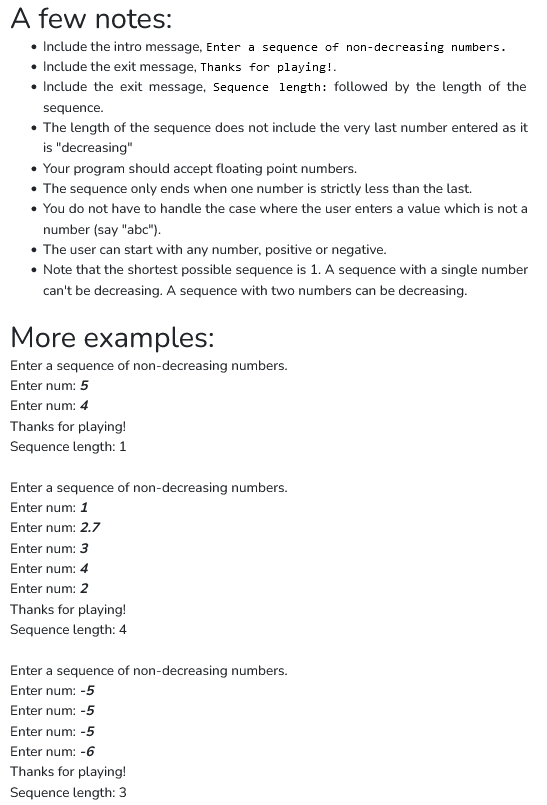 A few notes:
• Include the intro message, Enter a sequence of non-decreasing numbers.
• Include the exit message, Thanks for playing!.
• Include the exit message, Sequence length: followed by the length of the
sequence.
• The length of the sequence does not include the very last number entered as it
is "decreasing"
• Your program should accept floating point numbers.
• The sequence only ends when one number is strictly less than the last.
• You do not have to handle the case where the user enters a value which is not a
number (say "abc").
• The user can start with any number, positive or negative.
• Note that the shortest possible sequence is 1. A sequence with a single number
can't be decreasing. A sequence with two numbers can be decreasing.
More examples:
Enter a sequence of non-decreasing numbers.
Enter num: 5
Enter num: 4
Thanks for playing!
Sequence length: 1
Enter a sequence of non-decreasing numbers.
Enter num: 1
Enter num: 2.7
Enter num: 3
Enter num: 4
Enter num: 2
Thanks for playing!
Sequence length: 4
Enter a sequence of non-decreasing numbers.
Enter num: -5
Enter num: -5
Enter num: -5
Enter num: -6
Thanks for playing!
Sequence length: 3